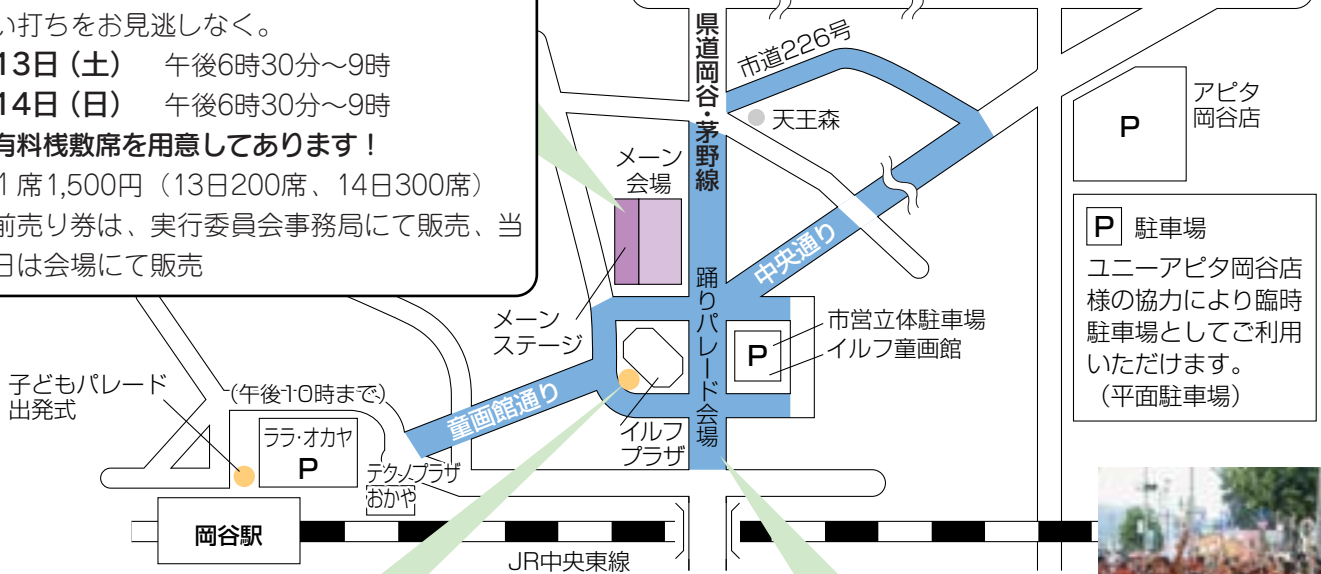 い打ちをお見逃しなく。
13日（土）　午後6時30分〜9時
14日（日）　午後6時30分〜9時
有料桟敷席を用意してあります！
1席1,500円（13日200席、14日300席）
前売り券は、実行委員会事務局にて販売、当
日は会場にて販売
県道岡谷・茅野線
市道226号
天王森
アピタ
岡谷店
P
メーン
会場
P 駐車場
ユニーアピタ岡谷店
様の協力により臨時
駐車場としてご利用
いただけます。
（平面駐車場）
中央通り
踊りパレード会場
メーン
ステージ
市営立体駐車場
イルフ童画館
P
子どもパレード
出発式
（午後10時まで）
童画館通り
イルフ
プラザ
ララ・オカヤ
P
テクノプラザ
おかや
岡谷駅
JR中央東線